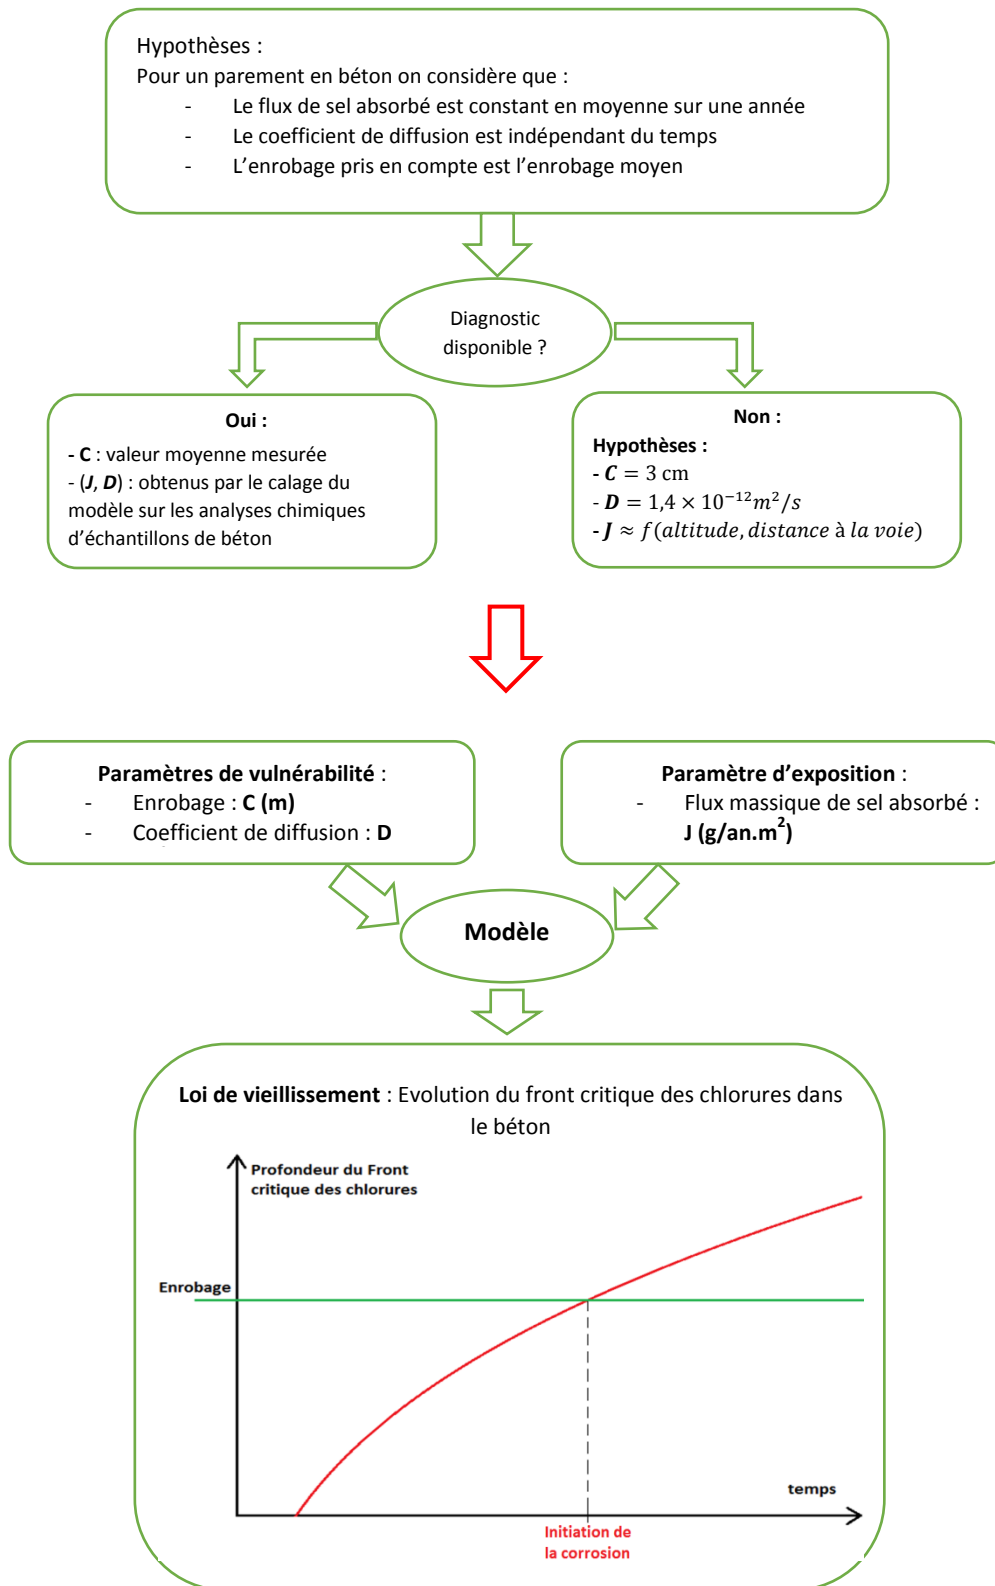 Hypothèses :
Pour un parement en béton on considère que :
- Le flux de sel absorbé est constant en moyenne sur une année
- Le coefficient de diffusion est indépendant du temps
- L’enrobage pris en compte est l’enrobage moyen
Diagnostic
disponible ?
Oui :
- C : valeur moyenne mesurée
- (J, D) : obtenus par le calage du
modèle sur les analyses chimiques
d’échantillons de béton
Non :
Hypothèses :
- C = 3 cm
- D = 1,4 × 10⁻¹²m²/s
- J ≈ f(altitude, distance à la voie)
Paramètres de vulnérabilité :
- Enrobage : C (m)
- Coefficient de diffusion : D
Paramètre d’exposition :
- Flux massique de sel absorbé :
J (g/an.m²)
Modèle
Loi de vieillissement : Evolution du front critique des chlorures dans
le béton
Profondeur du Front
critique des chlorures
Enrobage
temps
Initiation de
la corrosion